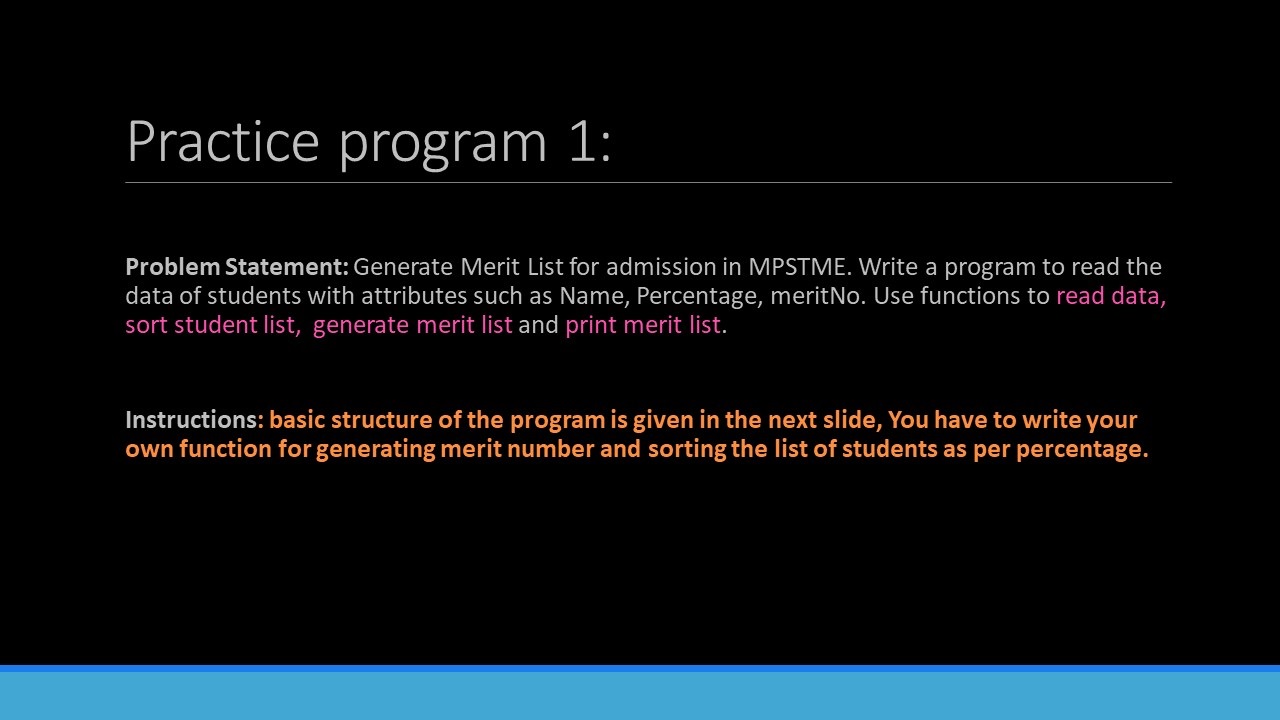 Practice program 1:
Problem Statement: Generate Merit List for admission in MPSTME. Write a program to read the
data of students with attributes such as Name, Percentage, meritNo. Use functions to read data,
sort student list,  generate merit list and print merit list.
Instructions: basic structure of the program is given in the next slide, You have to write your
own function for generating merit number and sorting the list of students as per percentage.